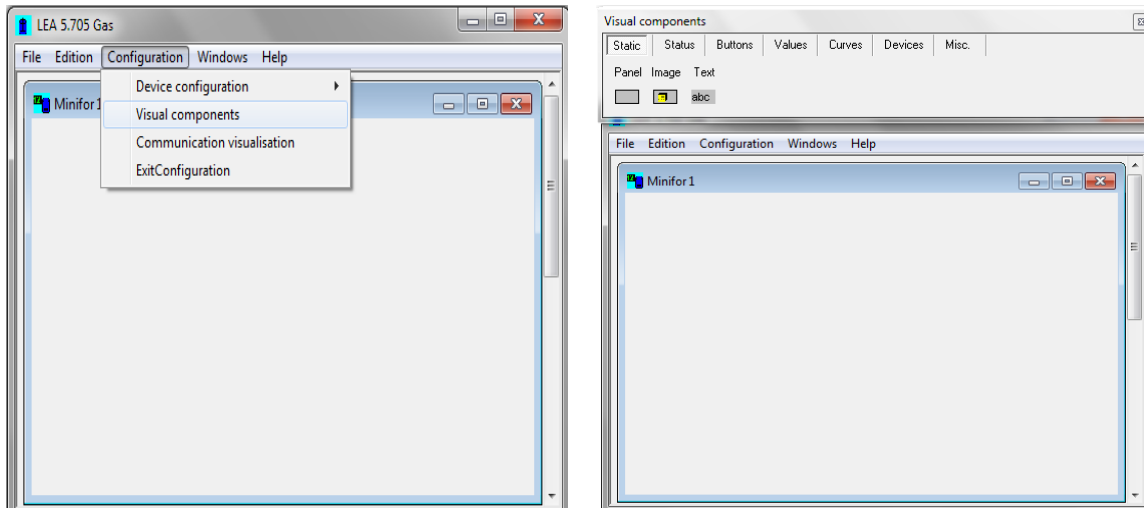 LEA 5.705 Gas
File Edition Configuration Windows Help
Minifor 1
Device configuration
Visual components
Communication visualisation
ExitConfiguration
Visual components
Static Status Buttons Values Curves Devices Misc.
Panel Image Text
abc
File Edition Configuration Windows Help
Minifor 1